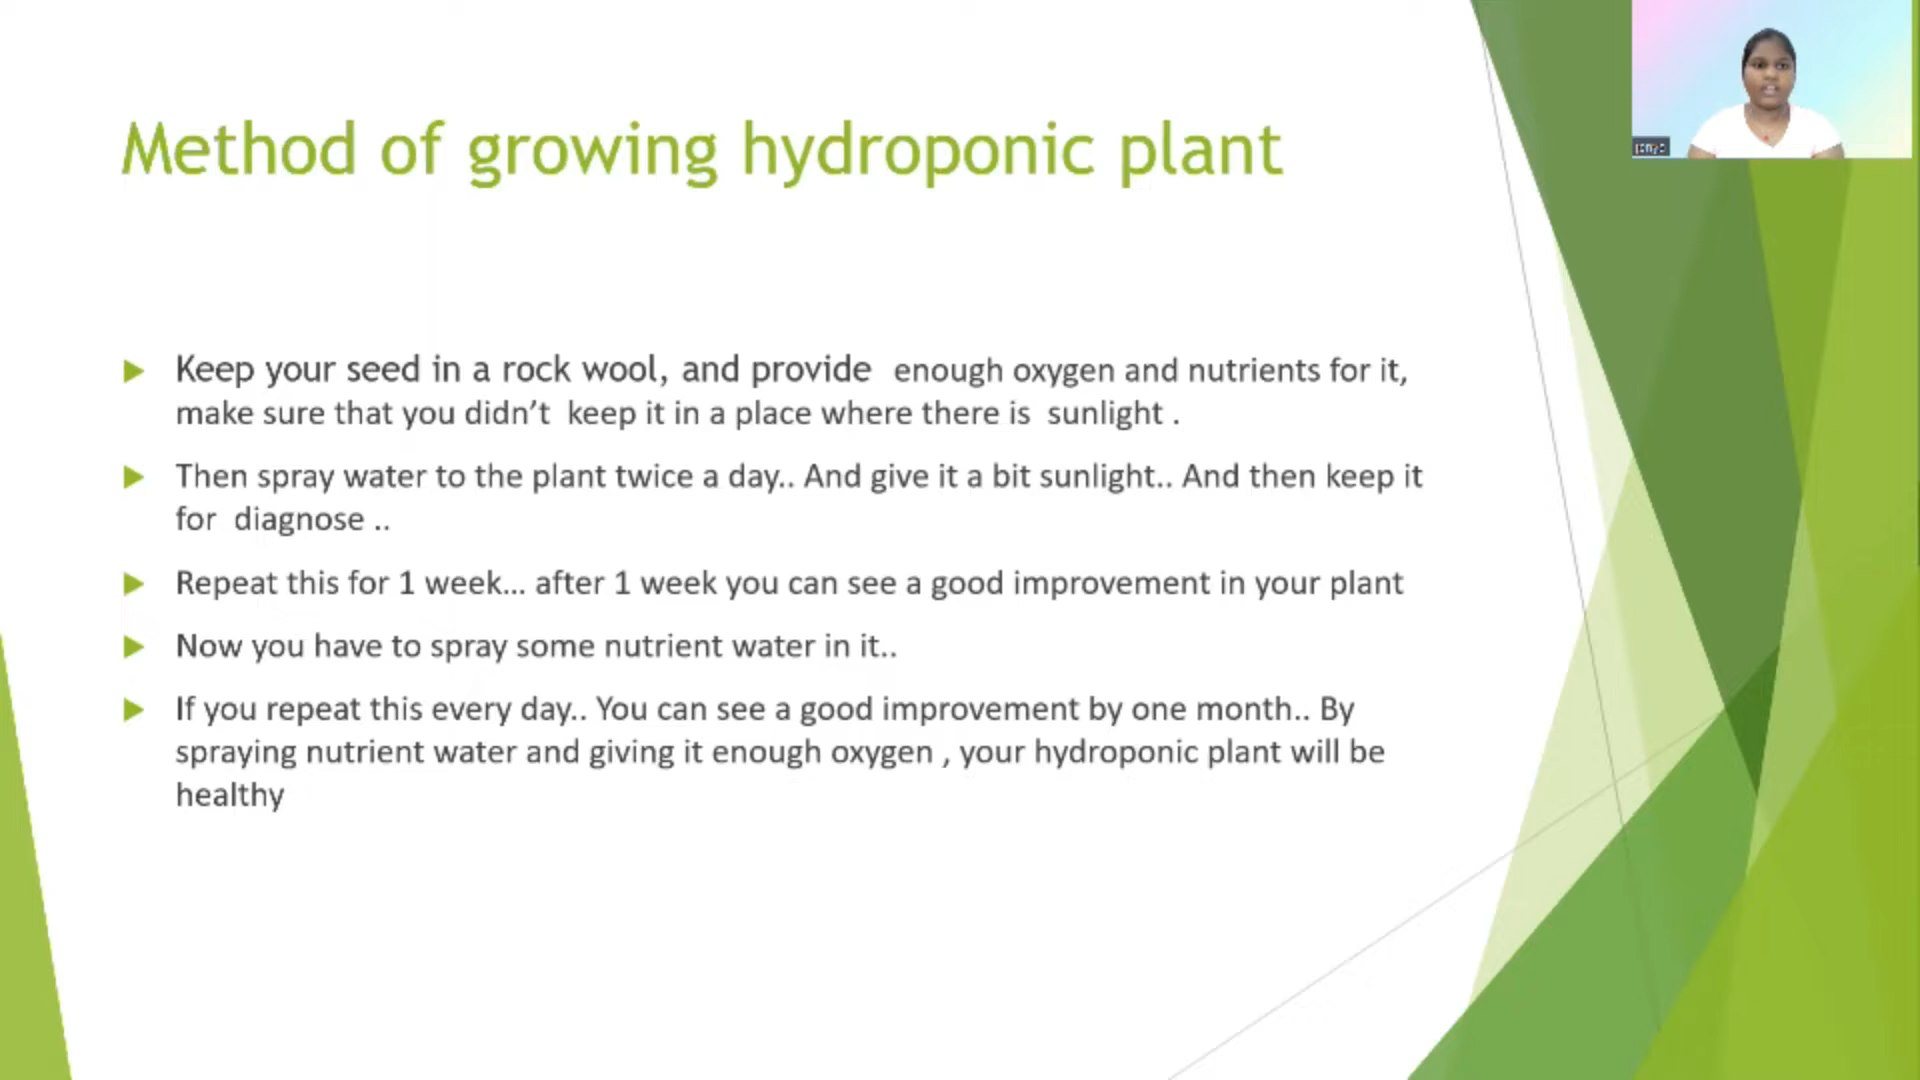 Method of growing hydroponic plant
Keep your seed in a rock wool, and provide enough oxygen and nutrients for it,
make sure that you didn’t keep it in a place where there is sunlight .
Then spray water to the plant twice a day.. And give it a bit sunlight.. And then keep it
for diagnose ..
Repeat this for 1 week... after 1 week you can see a good improvement in your plant
Now you have to spray some nutrient water in it..
If you repeat this every day.. You can see a good improvement by one month.. By
spraying nutrient water and giving it enough oxygen , your hydroponic plant will be
healthy